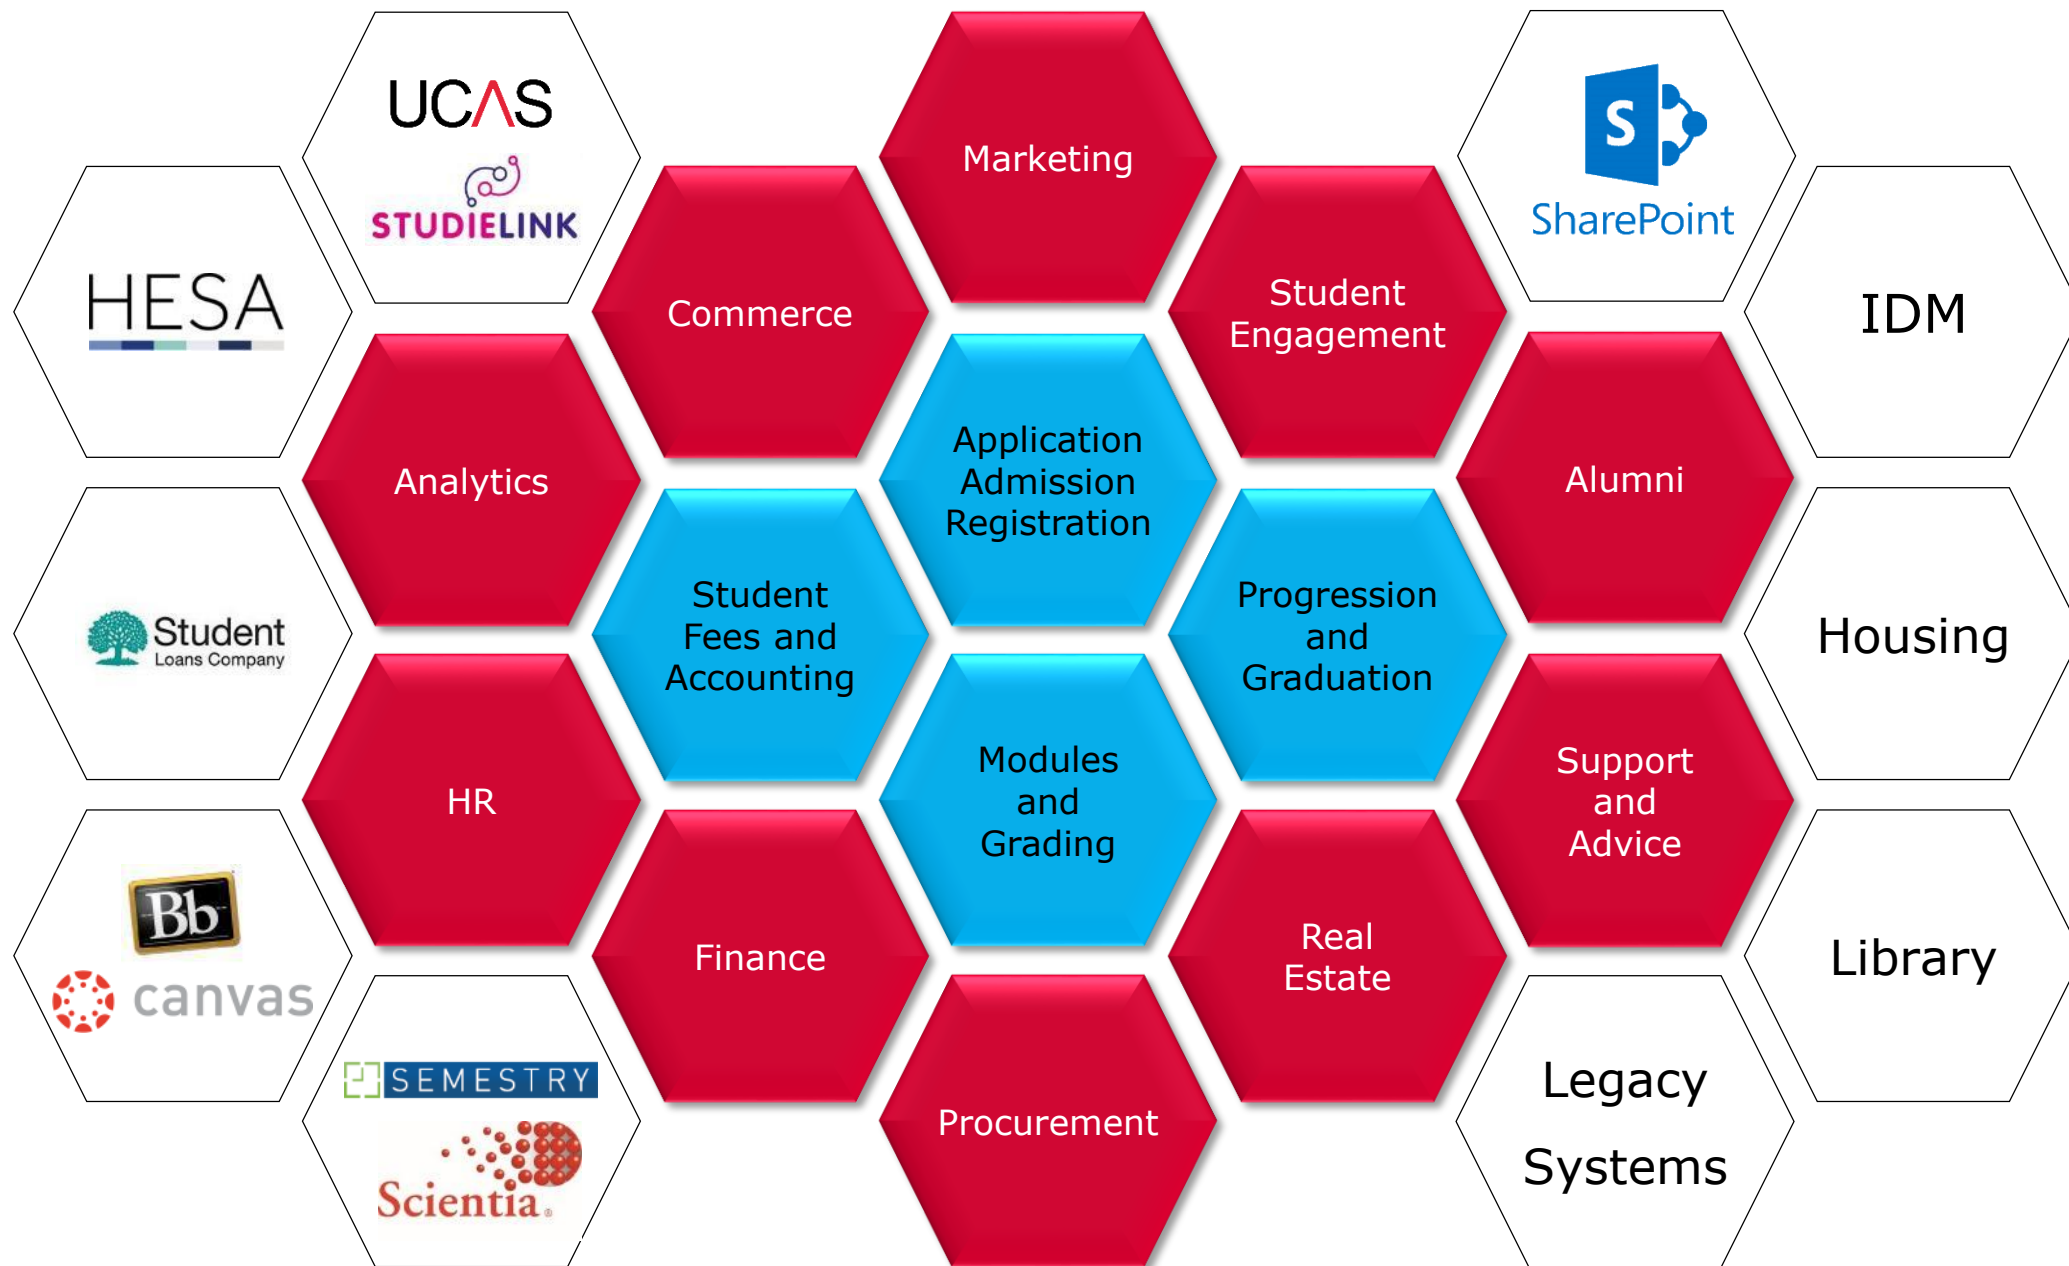 UCAS
STUDIELINK
Marketing
S
SharePoint
HESA
Commerce
Student
Engagement
IDM
Analytics
Application
Admission
Registration
Alumni
Student
Loans Company
Student
Fees and
Accounting
Progression
and
Graduation
Housing
HR
Modules
and
Grading
Support
and
Advice
Bb
canvas
Finance
Real
Estate
Library
SEMESTRY
Scientia®
Procurement
Legacy
Systems